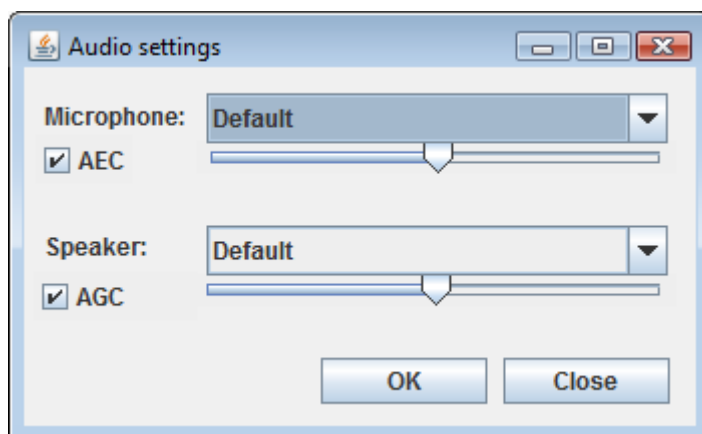 Audio settings
Microphone: Default
AEC
Speaker: Default
AGC
OK Close